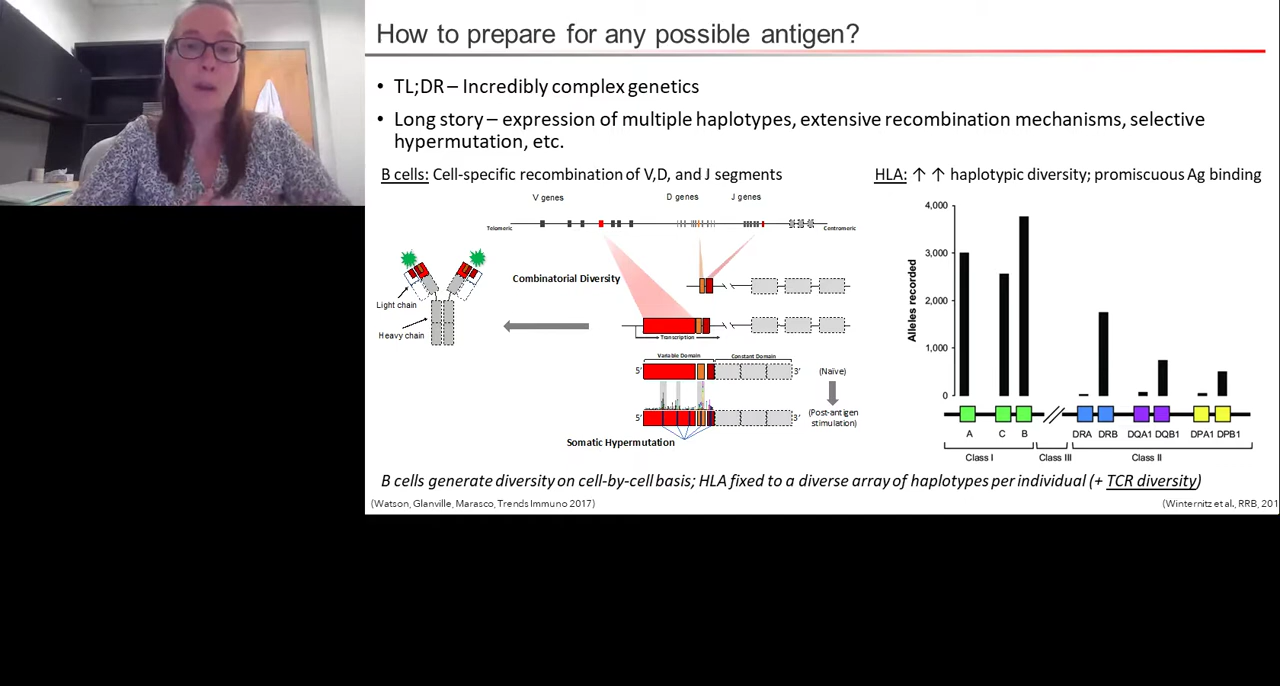 How to prepare for any possible antigen?
• TL;DR – Incredibly complex genetics
• Long story – expression of multiple haplotypes, extensive recombination mechanisms, selective
hypermutation, etc.
B cells: Cell-specific recombination of V,D, and J segments
V genes
D genes
J genes
Telomeric
Centromeric
Combinatorial Diversity
Light chain
Heavy chain
Transcription
Variable Domain
Constant Domain
5'
3'
(Naïve)
5'
3'
(Post-antigen
stimulation)
Somatic Hypermutation
HLA: ↑ ↑ haplotypic diversity; promiscuous Ag binding
Alleles recorded
4,000
3,000
2,000
1,000
0
A
C
B
DRA
DRB
DQA1
DQB1
DPA1
DPB1
Class I
Class III
Class II
B cells generate diversity on cell-by-cell basis; HLA fixed to a diverse array of haplotypes per individual (+ TCR diversity)
(Watson, Glanville, Marasco, Trends Immuno 2017)
(Winternitz et al., RRB, 201